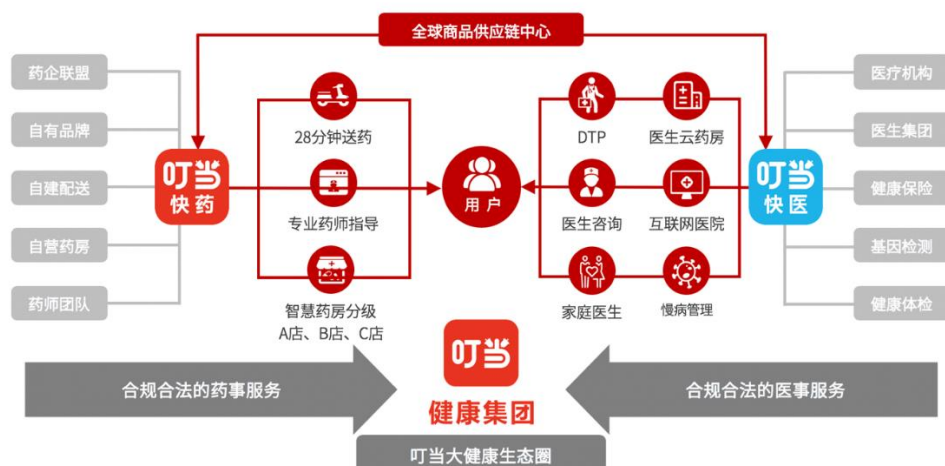 全球商品供应链中心
药企联盟
自有品牌
自建配送
自营药房
药师团队
叮当
快药
28分钟送药
专业药师指导
智慧药房分级
A店、B店、C店
用户
DTP
医生云药房
医生咨询
互联网医院
家庭医生
慢病管理
叮当
快医
医疗机构
医生集团
健康保险
基因检测
健康体检
合规合法的药事服务
叮当
健康集团
合规合法的医事服务
叮当大健康生态圈